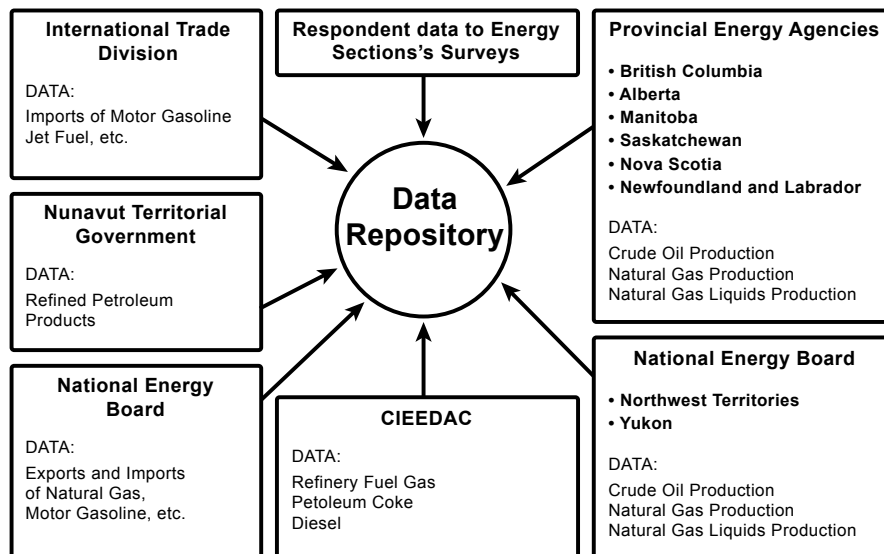 International Trade
Division
DATA:
Imports of Motor Gasoline
Jet Fuel, etc.
Respondent data to Energy
Sections's Surveys
Provincial Energy Agencies
• British Columbia
• Alberta
• Manitoba
• Saskatchewan
• Nova Scotia
• Newfoundland and Labrador
DATA:
Crude Oil Production
Natural Gas Production
Natural Gas Liquids Production
Data
Repository
Nunavut Territorial
Government
DATA:
Refined Petroleum
Products
National Energy
Board
DATA:
Exports and Imports
of Natural Gas,
Motor Gasoline, etc.
CIEEDAC
DATA:
Refinery Fuel Gas
Petoleum Coke
Diesel
National Energy Board
• Northwest Territories
• Yukon
DATA:
Crude Oil Production
Natural Gas Production
Natural Gas Liquids Production